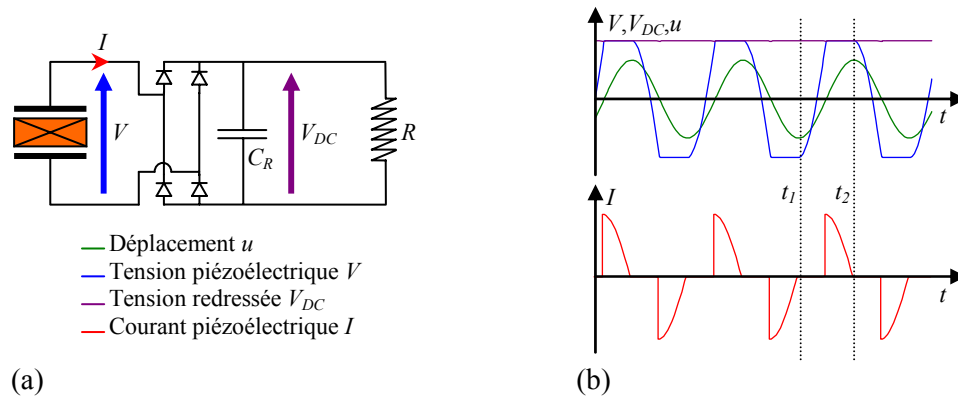 I
V
C_R
V_DC
R
Déplacement u
Tension piézoélectrique V
Tension redressée V_DC
Courant piézoélectrique I
(a)
V,V_DC,u
t
t_1
t_2
I
t
(b)